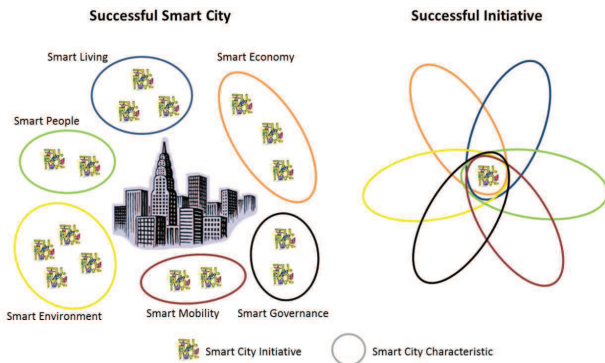 Successful Smart City
Successful Initiative
Smart Living
Smart Economy
Smart People
Smart Environment
Smart Mobility
Smart Governance
Smart City Initiative
Smart City Characteristic